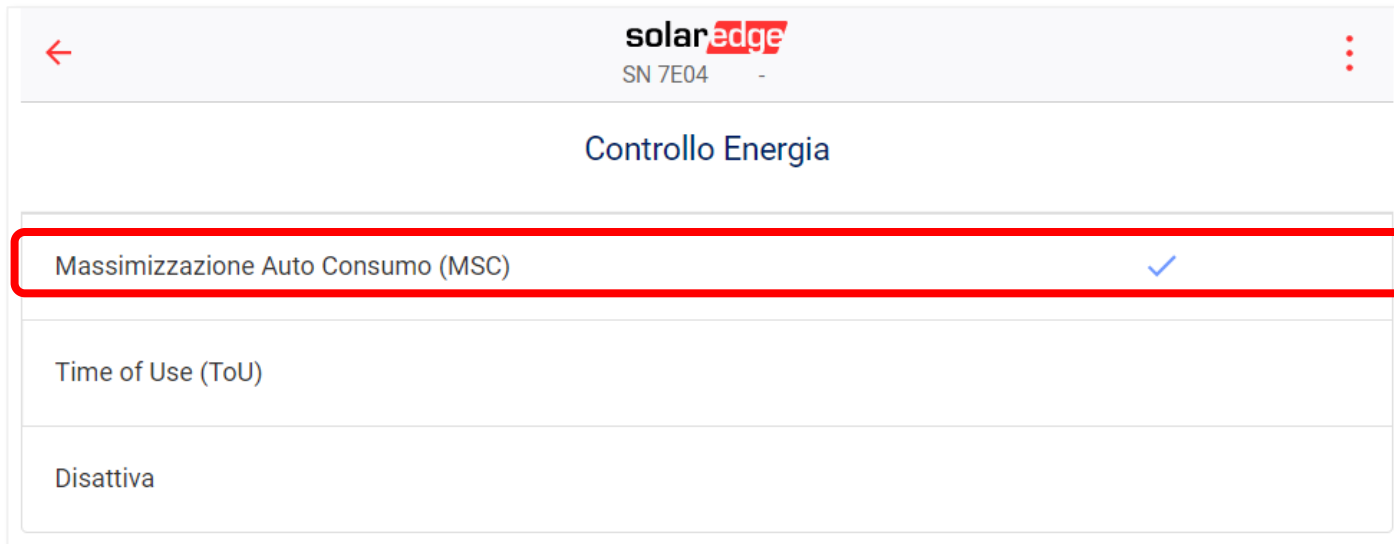 solaredge
SN 7E04 -
Controllo Energia
Massimizzazione Auto Consumo (MSC)
Time of Use (ToU)
Disattiva